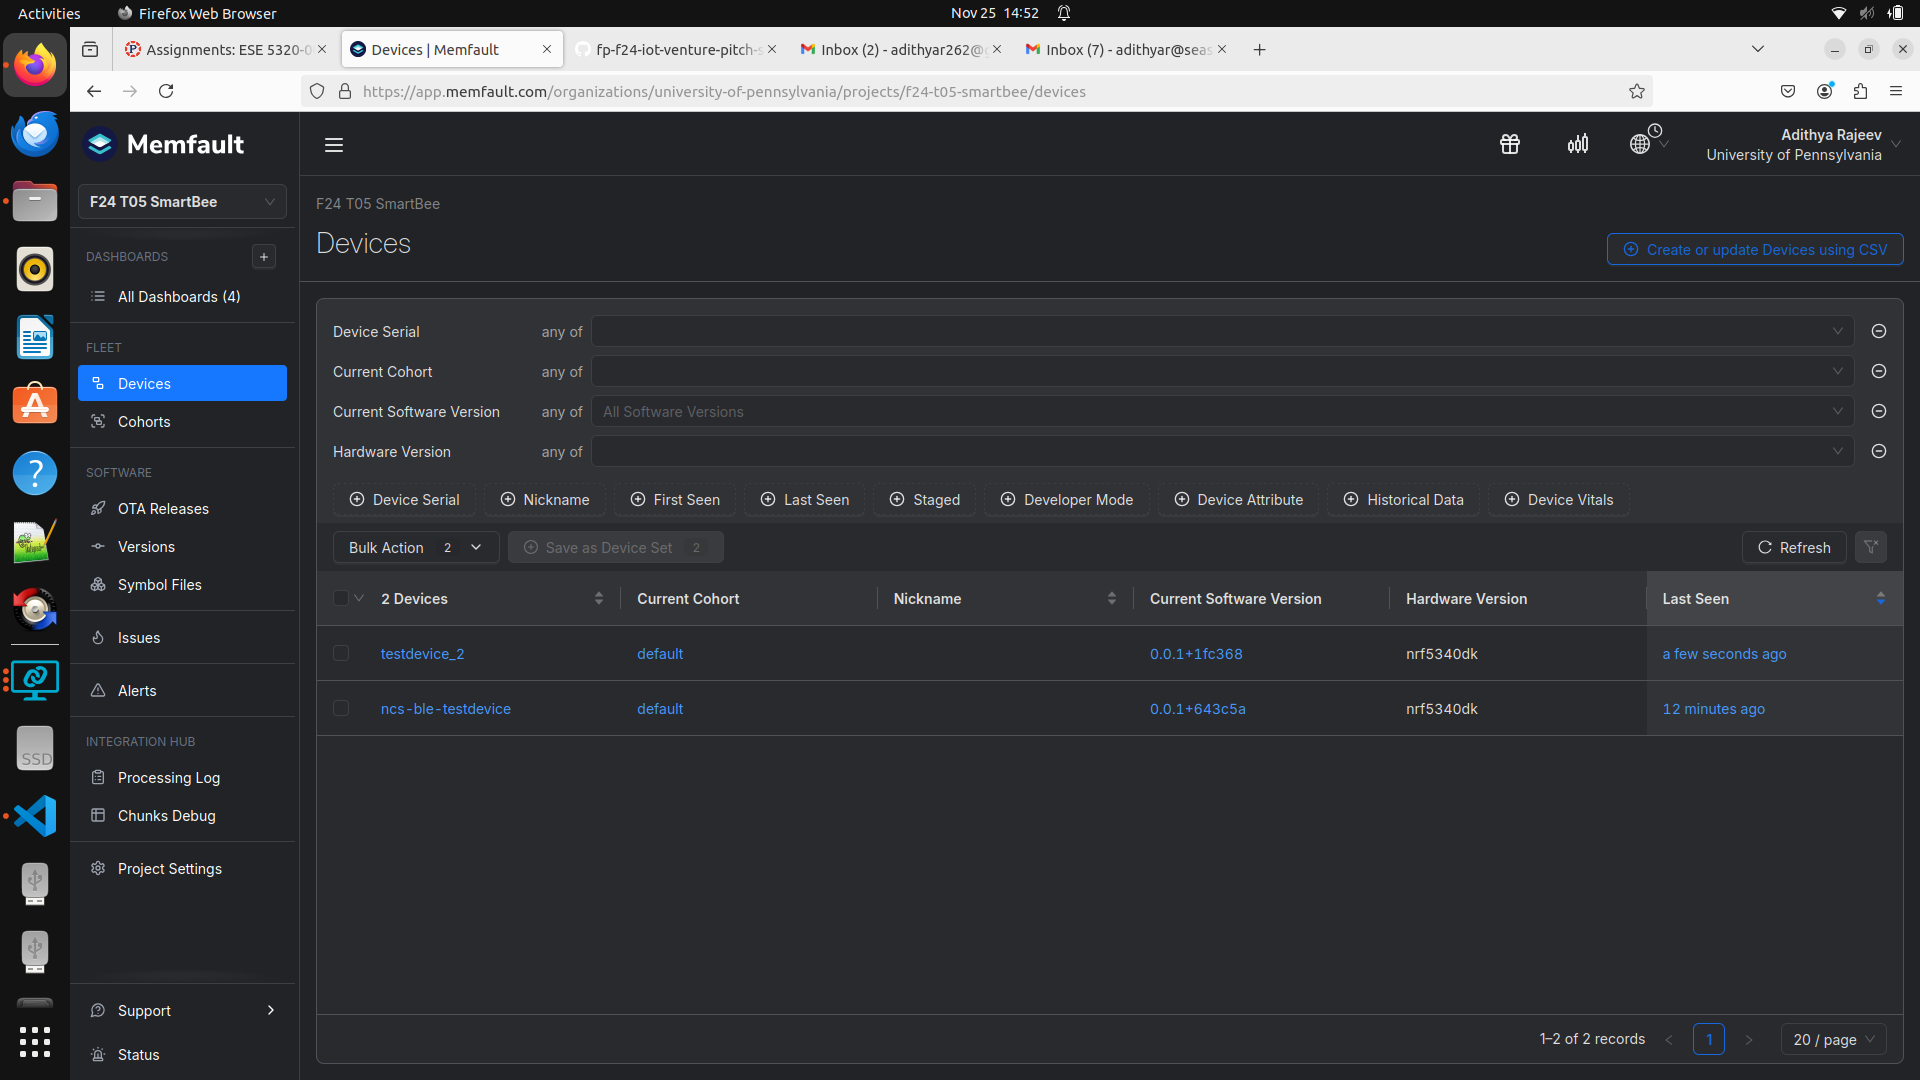 Activities Firefox Web Browser Nov 25 14:52
Assignments: ESE 5320-0 Devices | Memfault fp-f24-iot-venture-pitch-s Inbox (2) - adithyar262@g Inbox (7) - adithyar@seas
https://app.memfault.com/organizations/university-of-pennsylvania/projects/f24-t05-smartbee/devices
Memfault
Adithya Rajeev
University of Pennsylvania
F24 T05 SmartBee
DASHBOARDS +
All Dashboards (4)
FLEET
Devices
Cohorts
SOFTWARE
OTA Releases
Versions
Symbol Files
Issues
Alerts
INTEGRATION HUB
Processing Log
Chunks Debug
Project Settings
Support
Status
SSD
F24 T05 SmartBee
Devices
Create or update Devices using CSV
Device Serial any of
Current Cohort any of
Current Software Version any of All Software Versions
Hardware Version any of
Device Serial Nickname First Seen Last Seen Staged Developer Mode Device Attribute Historical Data Device Vitals
Bulk Action 2 Save as Device Set 2 Refresh
2 Devices Current Cohort Nickname Current Software Version Hardware Version Last Seen
testdevice_2 default 0.0.1+1fc368 nrf5340dk a few seconds ago
ncs-ble-testdevice default 0.0.1+643c5a nrf5340dk 12 minutes ago
1–2 of 2 records 1 20 / page